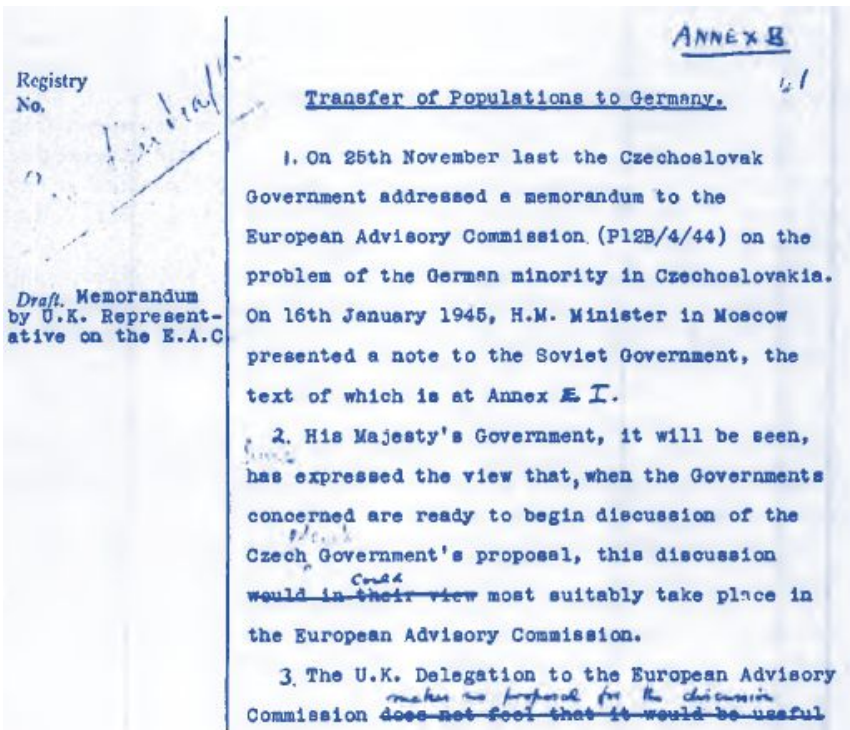 ANNEX B
Registry
No.
Transfer of Populations to Germany.
1. On 25th November last the Czechoslovak
Government addressed a memorandum to the
European Advisory Commission (P12B/4/44) on the
problem of the German minority in Czechoslovakia.
Draft. Memorandum
by U.K. Represent-
ative on the E.A.C
On 16th January 1945, H.M. Minister in Moscow
presented a note to the Soviet Government, the
text of which is at Annex E I.
2. His Majesty's Government, it will be seen,
has expressed the view that, when the Governments
concerned are ready to begin discussion of the
Czech Government's proposal, this discussion
could
would in their view most suitably take place in
the European Advisory Commission.
3. The U.K. Delegation to the European Advisory
makes no proposal for the discussion
Commission does not feel that it would be useful